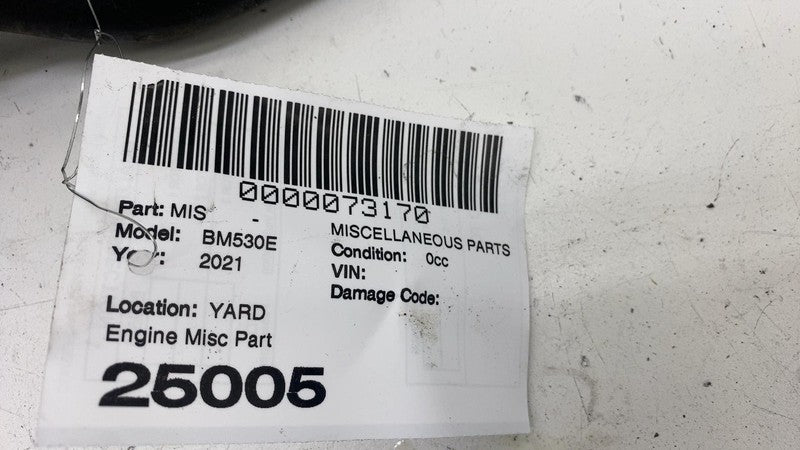 0000073170
Part: MIS -
MISCELLANEOUS PARTS
Model: BM530E
Condition: 0cc
Year: 2021
VIN:
Damage Code:
Location: YARD
Engine Misc Part
25005